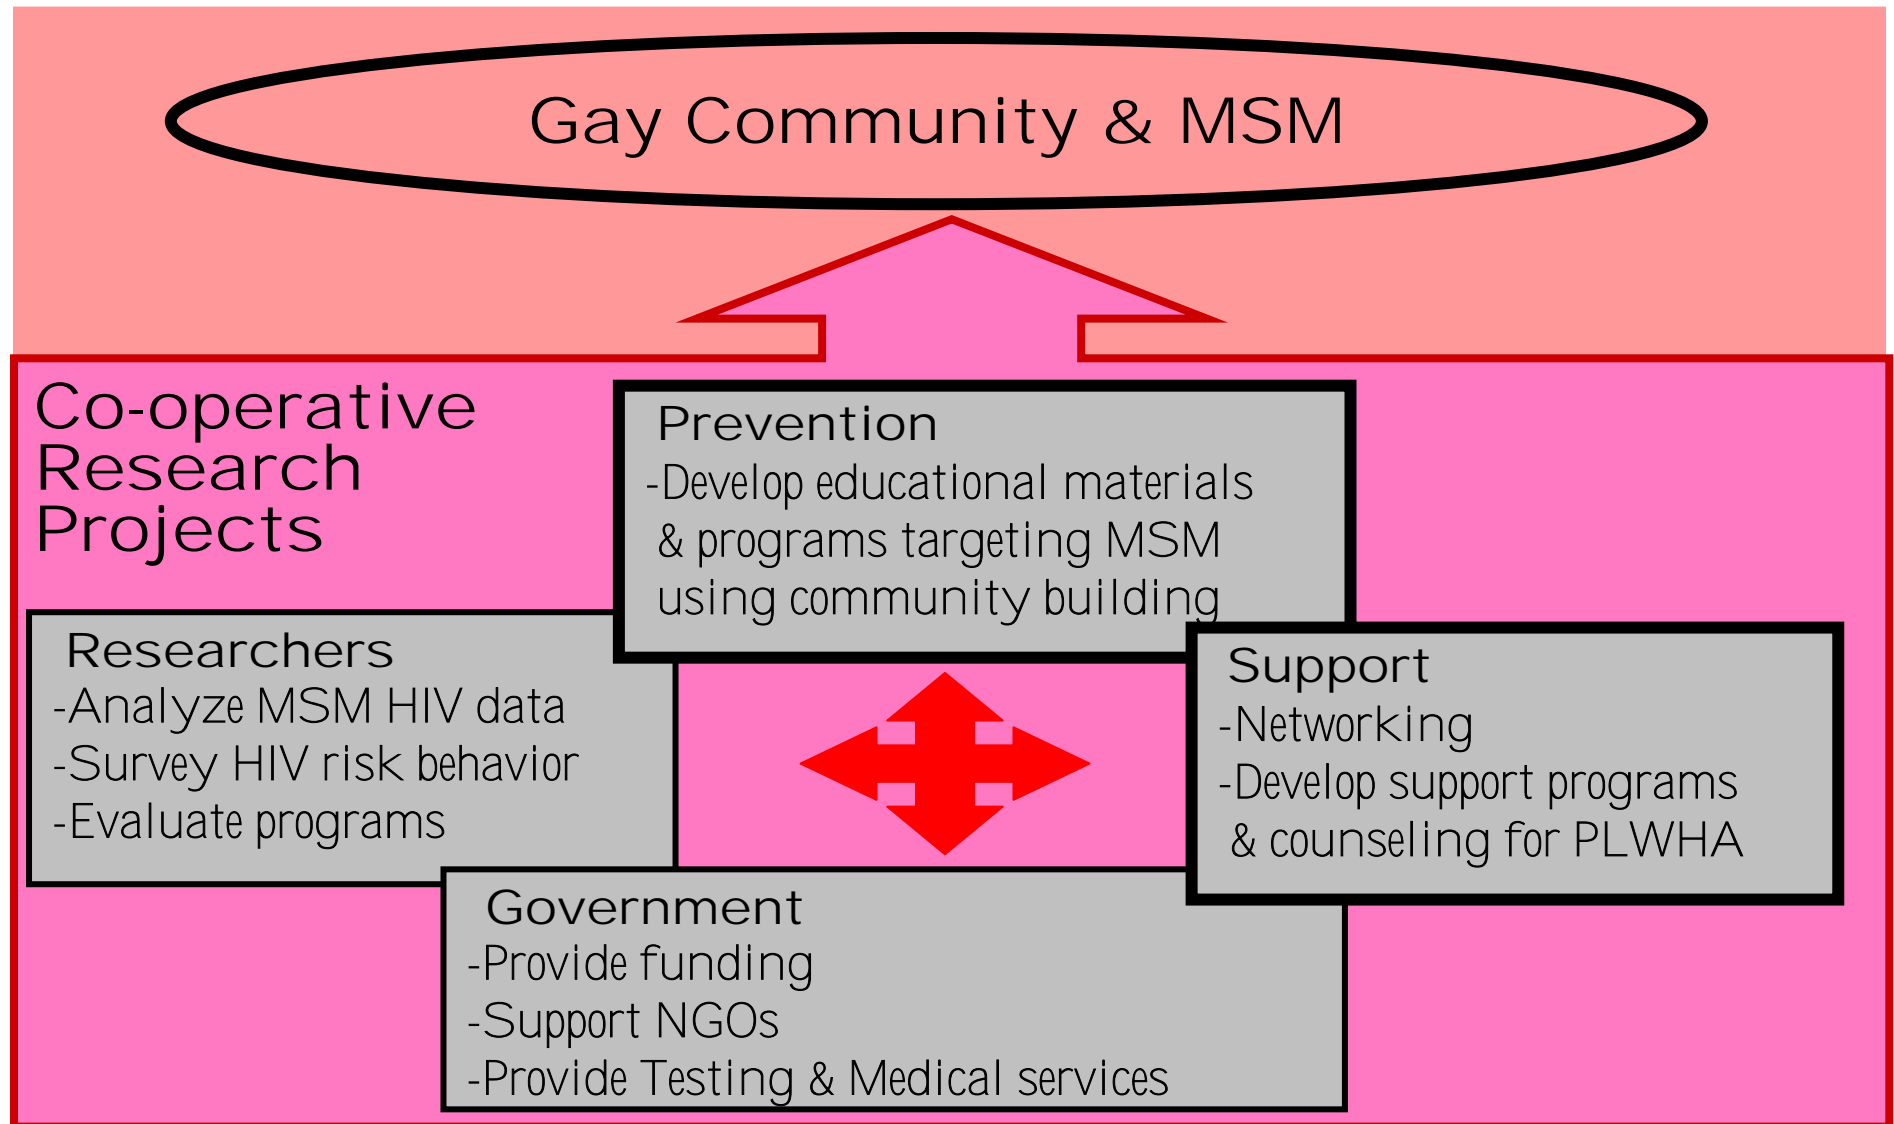 Gay Community & MSM
Co-operative
Research
Projects
Prevention
-Develop educational materials
& programs targeting MSM
using community building
Researchers
-Analyze MSM HIV data
-Survey HIV risk behavior
-Evaluate programs
Support
-Networking
-Develop support programs
& counseling for PLWHA
Government
-Provide funding
-Support NGOs
-Provide Testing & Medical services